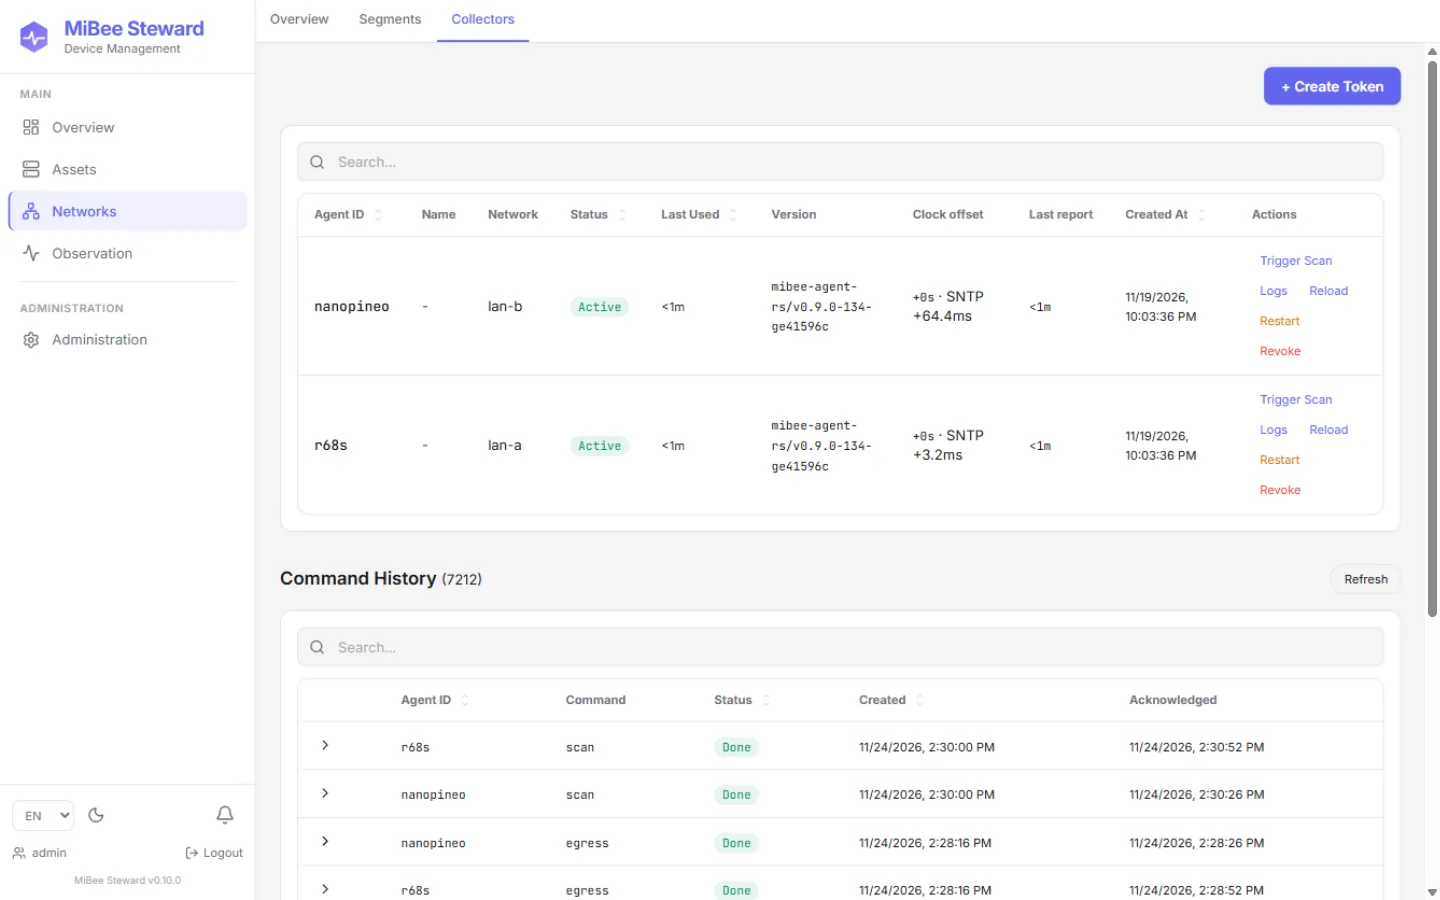 MiBee Steward
Device Management
MAIN
Overview
Assets
Networks
Observation
ADMINISTRATION
Administration
EN
admin
Logout
MiBee Steward v0.10.0
Overview Segments Collectors
+ Create Token
Search...
Agent ID Name Network Status Last Used Version Clock offset Last report Created At Actions
nanopineo - lan-b Active <1m mibee-agent-rs/v0.9.0-134-ge41596c +0s · SNTP +64.4ms <1m 11/19/2026, 10:03:36 PM
Trigger Scan
Logs Reload
Restart
Revoke
r68s - lan-a Active <1m mibee-agent-rs/v0.9.0-134-ge41596c +0s · SNTP +3.2ms <1m 11/19/2026, 10:03:36 PM
Trigger Scan
Logs Reload
Restart
Revoke
Command History (7212)
Refresh
Search...
Agent ID Command Status Created Acknowledged
r68s scan Done 11/24/2026, 2:30:00 PM 11/24/2026, 2:30:52 PM
nanopineo scan Done 11/24/2026, 2:30:00 PM 11/24/2026, 2:30:26 PM
nanopineo egress Done 11/24/2026, 2:28:16 PM 11/24/2026, 2:28:26 PM
r68s egress Done 11/24/2026, 2:28:16 PM 11/24/2026, 2:28:52 PM